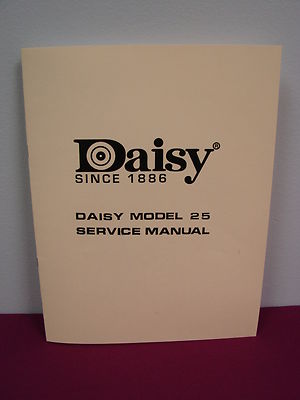 Daisy®
SINCE 1886
DAISY MODEL 25
SERVICE MANUAL